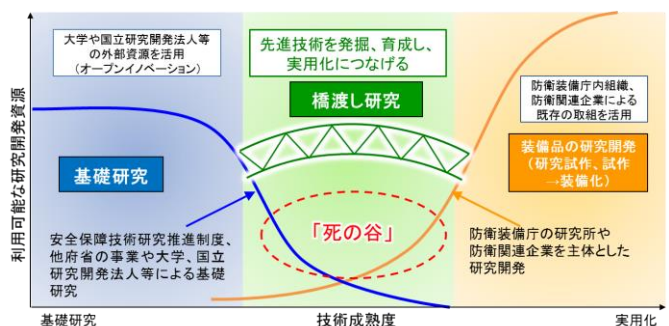 大学や国立研究開発法人等
の外部資源を活用
(オープンイノベーション)
先進技術を発掘、育成し、
実用化につなげる
橋渡し研究
防衛装備庁内組織、
防衛関連企業による
既存の取組を活用
利用可能な研究開発資源
基礎研究
装備品の研究開発
(研究試作、試作
→装備化)
「死の谷」
安全保障技術研究推進制度、
他府省の事業や大学、国立
研究開発法人等による基礎
研究
防衛装備庁の研究所や
防衛関連企業を主体とした
研究開発
基礎研究
技術成熟度
実用化